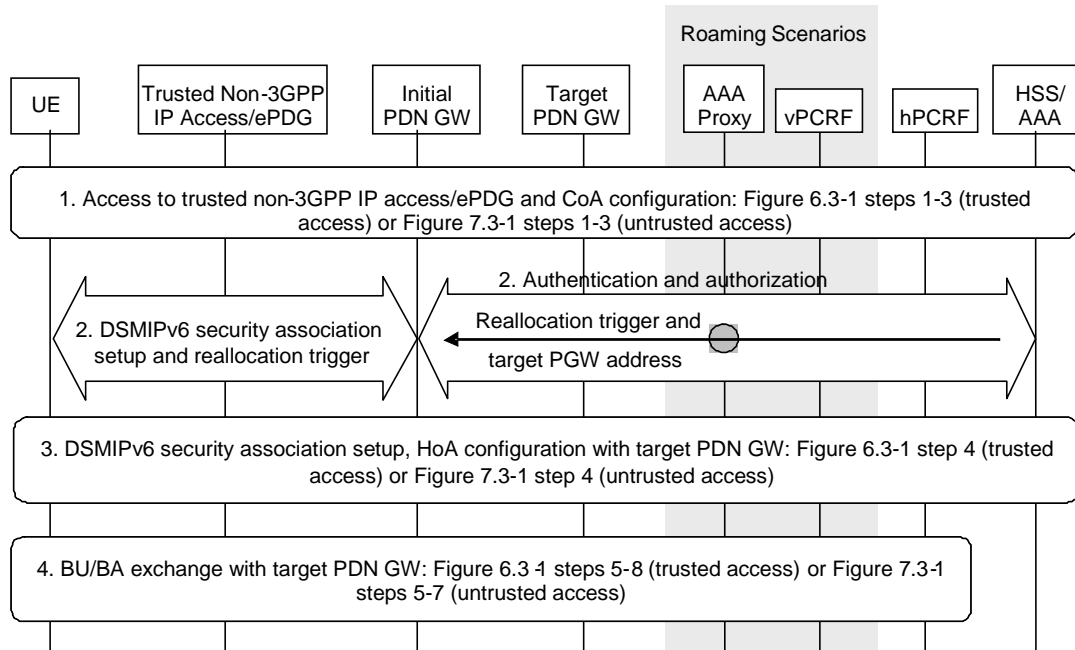 Roaming Scenarios
UE
Trusted Non-3GPP
IP Access/ePDG
Initial
PDN GW
Target
PDN GW
AAA
Proxy
vPCRF
hPCRF
HSS/
AAA
1. Access to trusted non-3GPP IP access/ePDG and CoA configuration: Figure 6.3-1 steps 1-3 (trusted
access) or Figure 7.3-1 steps 1-3 (untrusted access)
2. Authentication and authorization
2. DSMIPv6 security association
setup and reallocation trigger
Reallocation trigger and
target PGW address
3. DSMIPv6 security association setup, HoA configuration with target PDN GW: Figure 6.3-1 step 4 (trusted
access) or Figure 7.3-1 step 4 (untrusted access)
4. BU/BA exchange with target PDN GW: Figure 6.3-1 steps 5-8 (trusted access) or Figure 7.3-1
steps 5-7 (untrusted access)